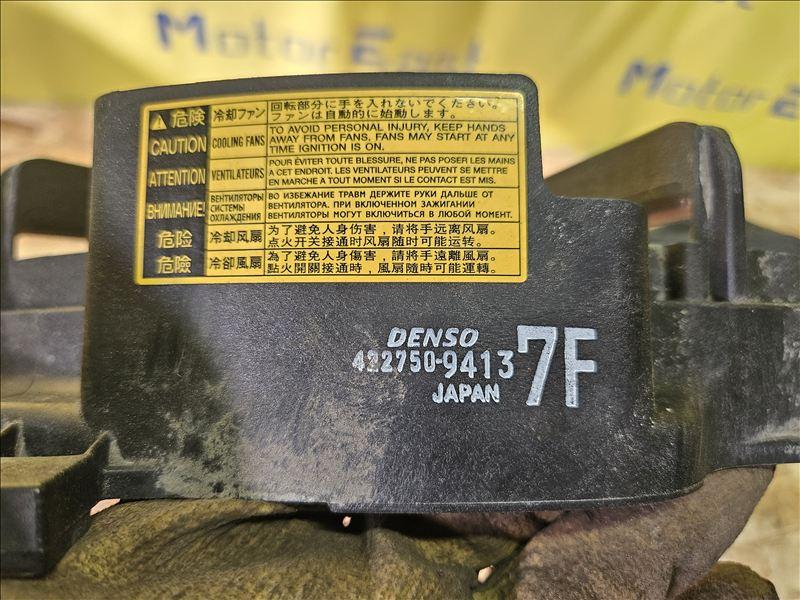 Motor East
Motor East
危険 冷却ファン 回転部分に手を入れないでください。
ファンは自動的に始動します。
CAUTION COOLING FANS TO AVOID PERSONAL INJURY, KEEP HANDS
AWAY FROM FANS. FANS MAY START AT ANY
TIME IGNITION IS ON.
ATTENTION VENTILATEURS POUR ÉVITER TOUTE BLESSURE, NE PAS POSER LES MAINS
A CET ENDROIT. LES VENTILATEURS PEUVENT SE METTRE
EN MARCHE A TOUT MOMENT SI LE CONTACT EST MIS.
ВНИМАНИЕ! ВЕНТИЛЯТОРЫ СИСТЕМЫ ОХЛАЖДЕНИЯ ВО ИЗБЕЖАНИЕ ТРАВМ ДЕРЖИТЕ РУКИ ДАЛЬШЕ ОТ
ВЕНТИЛЯТОРА. ПРИ ВКЛЮЧЕННОМ ЗАЖИГАНИИ
ВЕНТИЛЯТОРЫ МОГУТ ВКЛЮЧИТЬСЯ В ЛЮБОЙ МОМЕНТ.
危险 冷却风扇 为了避免人身伤害，请将手远离风扇。
点火开关接通时风扇随时可能运转。
危險 冷卻風扇 為了避免人身傷害，請將手遠離風扇。
點火開關接通時，風扇隨時可能運轉。
DENSO
422750-9413 7F
JAPAN